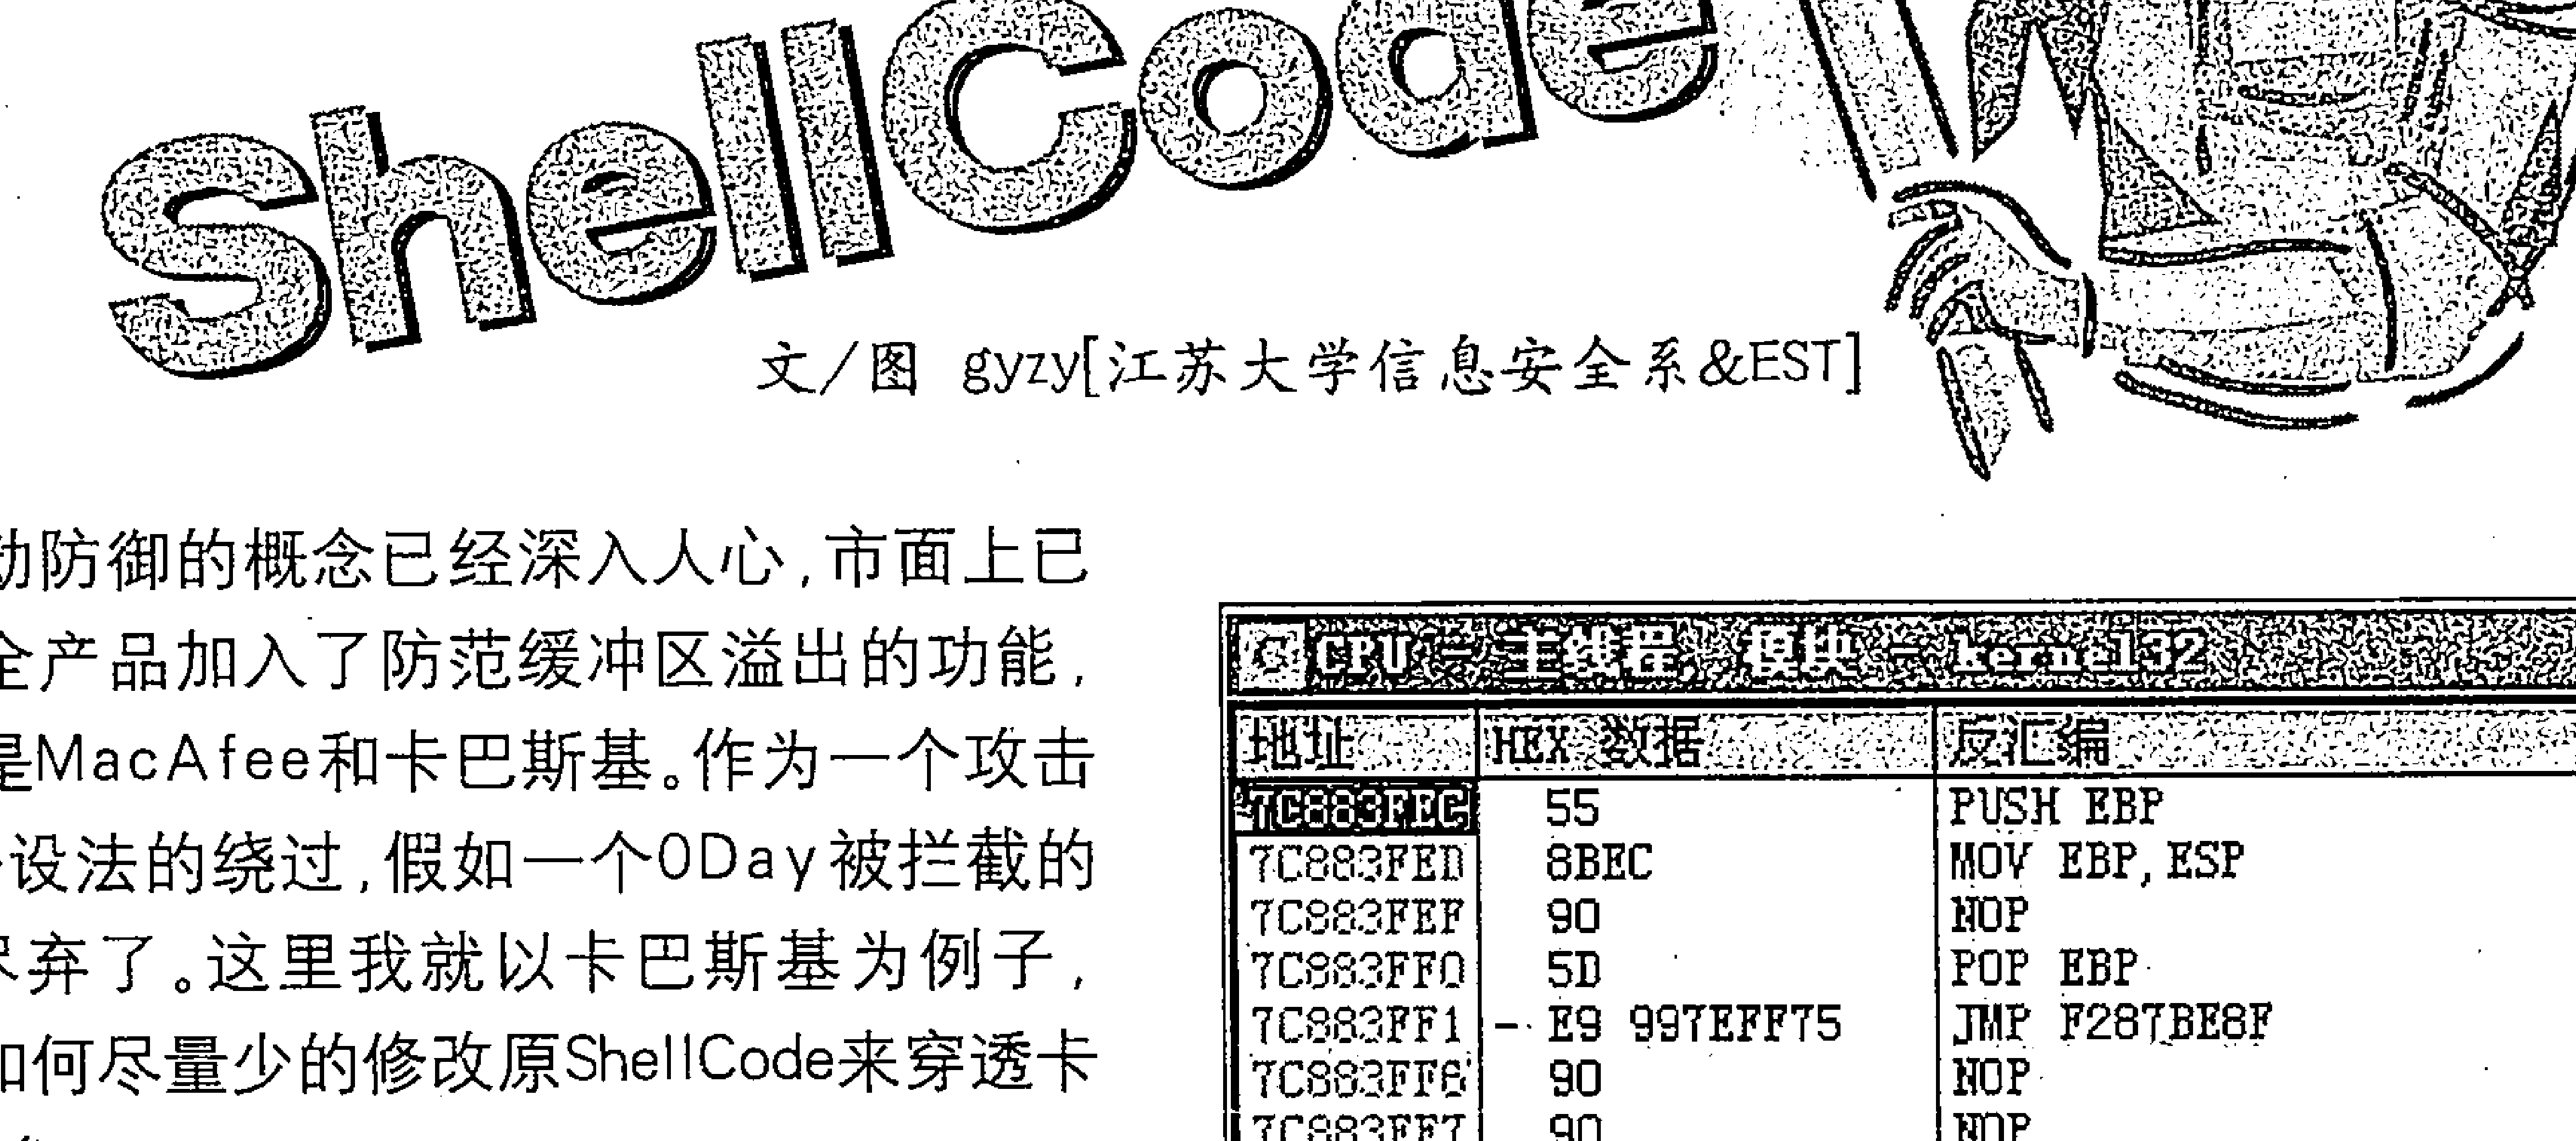 ShellCode
文/图 gyzy[江苏大学信息安全系&EST]
防御的概念已经深入人心,市面上已
全产品加入了防范缓冲区溢出的功能,
是MacAfee和卡巴斯基。作为一个攻击
设法的绕过,假如一个0Day被拦截的
弃了。这里我就以卡巴斯基为例子,
如何尽量少的修改原ShellCode来穿透卡
CPU - 主线程, 模块 - kernel32
地址 HEX 数据 反汇编
7C883FEC 55 PUSH EBP
7C883FED 8BEC MOV EBP,ESP
7C883FEF 90 NOP
7C883FF0 5D POP EBP
7C883FF1 - E9 997EFF75 JMP F287BE8F
7C883FF6 90 NOP
7C883FF7 90 NOP